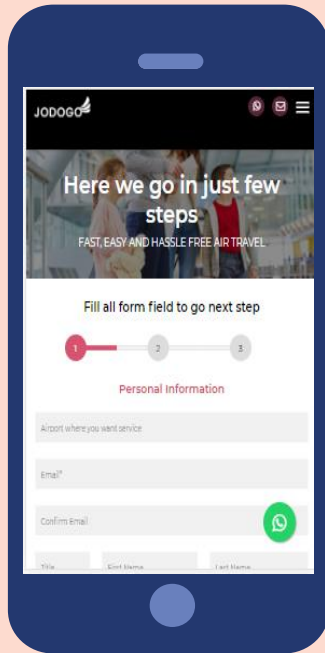 JODOGO
Here we go in just few
steps
FAST, EASY AND HASSLE FREE AIR TRAVEL
Fill all form field to go next step
1 2 3
Personal Information
Airport where you want service
Email*
Confirm Email
Title First Name Last Name